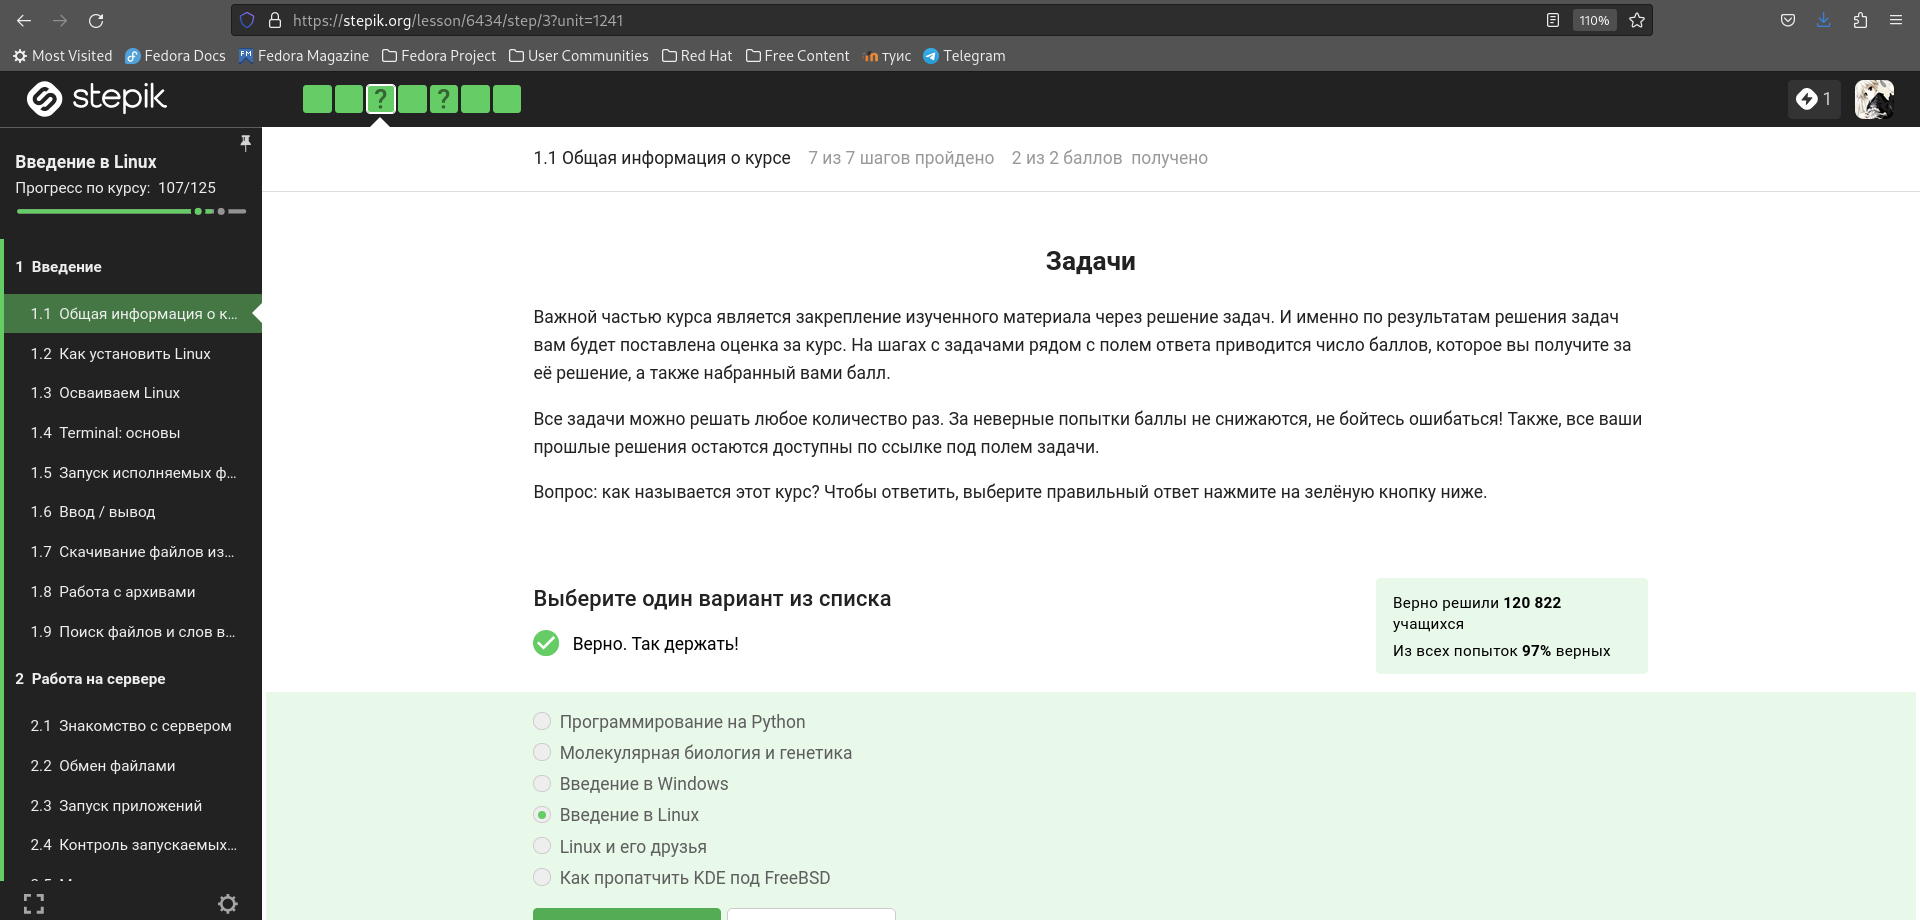 https://stepik.org/lesson/6434/step/3?unit=1241
110%
Most Visited Fedora Docs Fedora Magazine Fedora Project User Communities Red Hat Free Content туис Telegram
stepik
? ?
1
Введение в Linux
Прогресс по курсу: 107/125
1 Введение
1.1 Общая информация о к...
1.2 Как установить Linux
1.3 Осваиваем Linux
1.4 Terminal: основы
1.5 Запуск исполняемых ф...
1.6 Ввод / вывод
1.7 Скачивание файлов из...
1.8 Работа с архивами
1.9 Поиск файлов и слов в...
2 Работа на сервере
2.1 Знакомство с сервером
2.2 Обмен файлами
2.3 Запуск приложений
2.4 Контроль запускаемых...
1.1 Общая информация о курсе 7 из 7 шагов пройдено 2 из 2 баллов получено
Задачи
Важной частью курса является закрепление изученного материала через решение задач. И именно по результатам решения задач
вам будет поставлена оценка за курс. На шагах с задачами рядом с полем ответа приводится число баллов, которое вы получите за
её решение, а также набранный вами балл.
Все задачи можно решать любое количество раз. За неверные попытки баллы не снижаются, не бойтесь ошибаться! Также, все ваши
прошлые решения остаются доступны по ссылке под полем задачи.
Вопрос: как называется этот курс? Чтобы ответить, выберите правильный ответ нажмите на зелёную кнопку ниже.
Выберите один вариант из списка
Верно. Так держать!
Верно решили 120 822
учащихся
Из всех попыток 97% верных
Программирование на Python
Молекулярная биология и генетика
Введение в Windows
Введение в Linux
Linux и его друзья
Как пропатчить KDE под FreeBSD